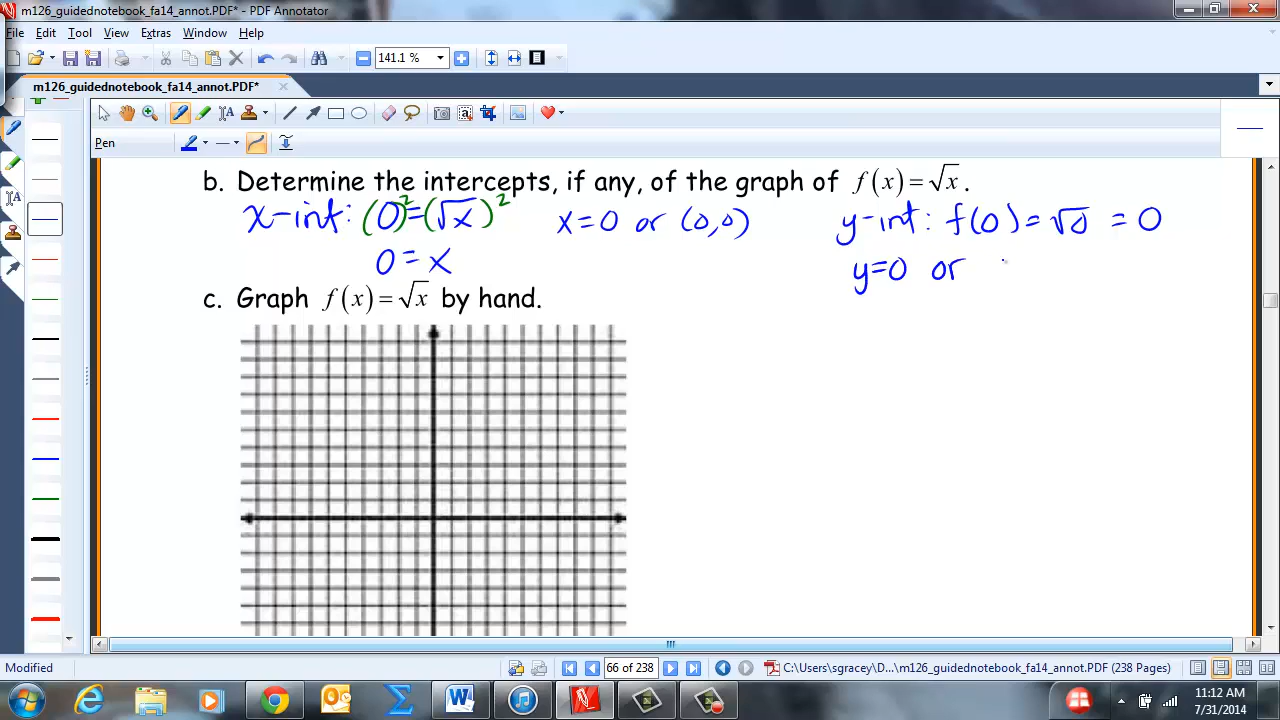 m126_guidednotebook_fa14_annot.PDF* - PDF Annotator
File Edit Tool View Extras Window Help
141.1 %
m126_guidednotebook_fa14_annot.PDF*
Pen
b. Determine the intercepts, if any, of the graph of f(x)=√x.
x-int: (0)²=(√x)² x=0 or (0,0) y-int: f(0)=√0 =0
0=x y=0 or
c. Graph f(x)=√x by hand.
Modified 66 of 238 C:\Users\sgracey\D...\m126_guidednotebook_fa14_annot.PDF (238 Pages)
11:12 AM
7/31/2014